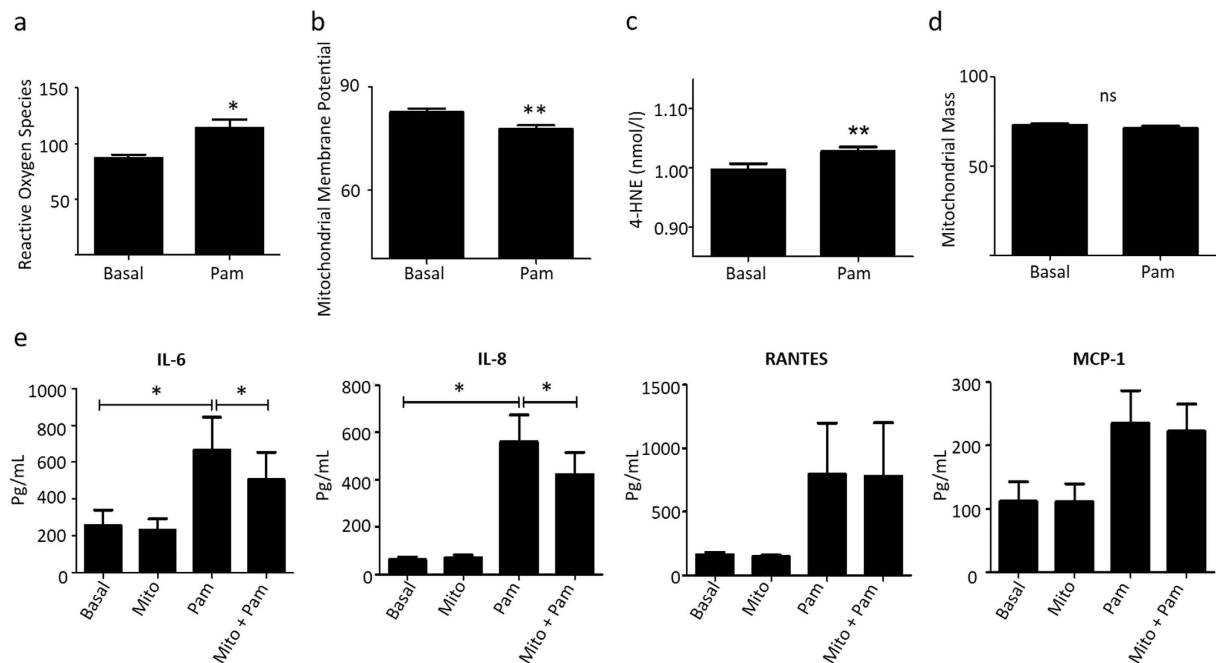 a
Reactive Oxygen Species
150
100
50
*
Basal
Pam
b
Mitochondrial Membrane Potential
90
60
**
Basal
Pam
c
4-HNE (nmol/l)
1.10
1.00
0.90
**
Basal
Pam
d
Mitochondrial Mass
100
50
ns
Basal
Pam
e
IL-6
Pg/mL
1000
800
600
400
200
0
* *
Basal
Mito
Pam
Mito + Pam
IL-8
Pg/mL
800
600
400
200
0
* *
Basal
Mito
Pam
Mito + Pam
RANTES
Pg/mL
1500
1000
500
0
Basal
Mito
Pam
Mito + Pam
MCP-1
Pg/mL
300
200
100
0
Basal
Mito
Pam
Mito + Pam